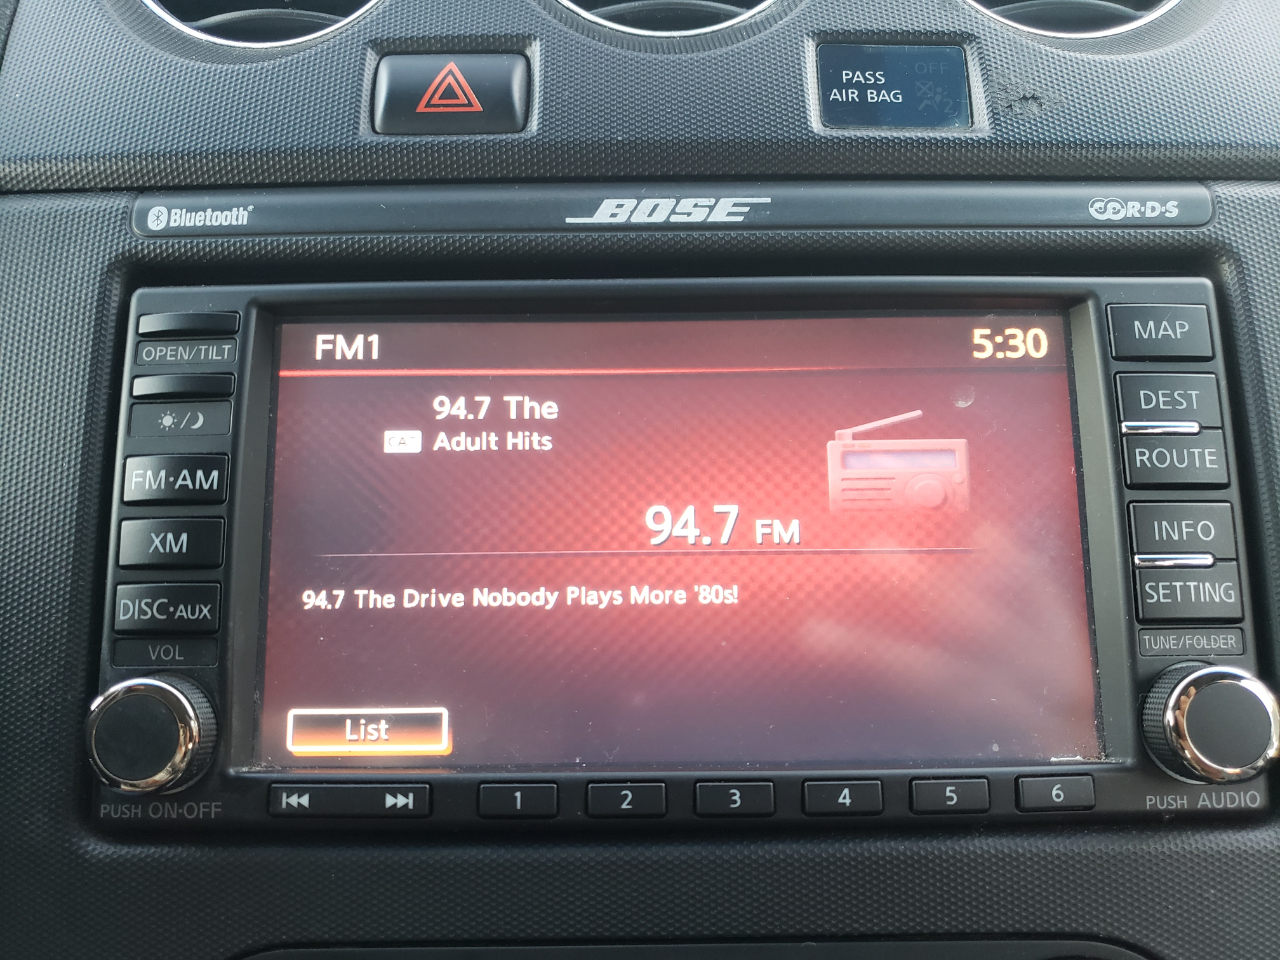 PASS
AIR BAG
OFF
2
Bluetooth
BOSE
R·D·S
OPEN/TILT
FM·AM
XM
DISC·AUX
VOL
PUSH ON·OFF
FM1
5:30
94.7 The
CAT Adult Hits
94.7 FM
94.7 The Drive Nobody Plays More '80s!
List
1 2 3 4 5 6
MAP
DEST
ROUTE
INFO
SETTING
TUNE/FOLDER
PUSH AUDIO